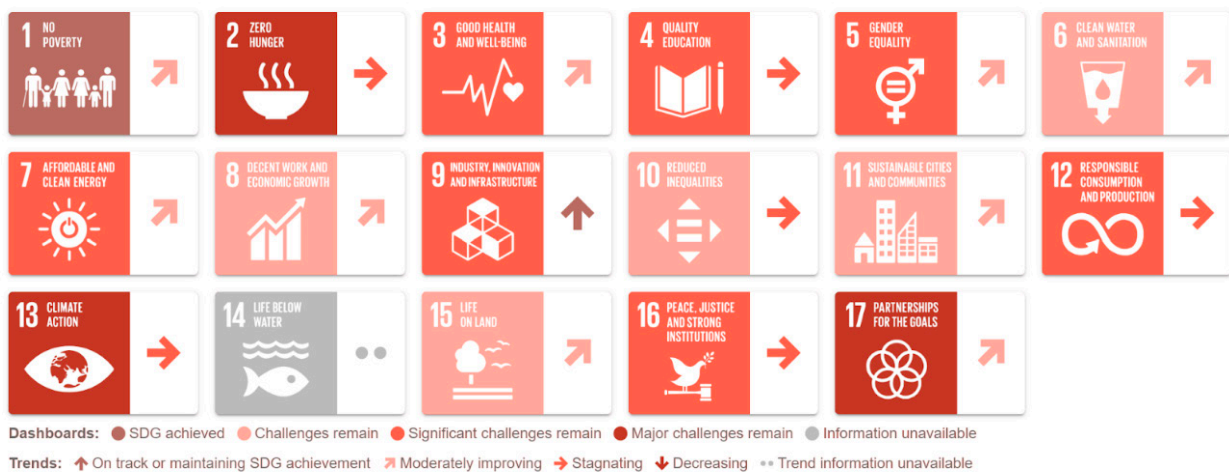 1 NO
POVERTY
2 ZERO
HUNGER
3 GOOD HEALTH
AND WELL-BEING
4 QUALITY
EDUCATION
5 GENDER
EQUALITY
6 CLEAN WATER
AND SANITATION
7 AFFORDABLE AND
CLEAN ENERGY
8 DECENT WORK AND
ECONOMIC GROWTH
9 INDUSTRY, INNOVATION
AND INFRASTRUCTURE
10 REDUCED
INEQUALITIES
11 SUSTAINABLE CITIES
AND COMMUNITIES
12 RESPONSIBLE
CONSUMPTION
AND PRODUCTION
13 CLIMATE
ACTION
14 LIFE BELOW
WATER
15 LIFE
ON LAND
16 PEACE, JUSTICE
AND STRONG
INSTITUTIONS
17 PARTNERSHIPS
FOR THE GOALS
Dashboards: SDG achieved Challenges remain Significant challenges remain Major challenges remain Information unavailable
Trends: On track or maintaining SDG achievement Moderately improving Stagnating Decreasing Trend information unavailable